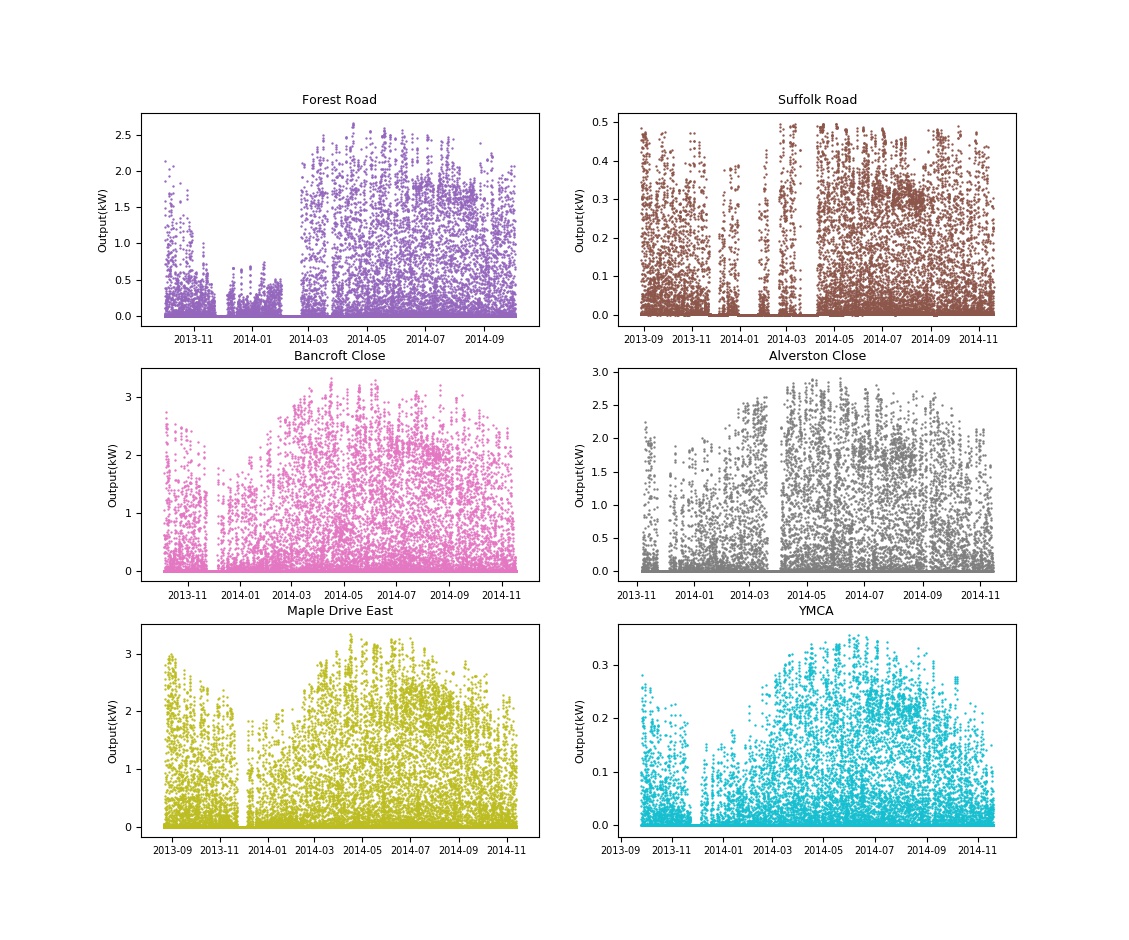 Forest Road
Output(kW)
2.5
2.0
1.5
1.0
0.5
0.0
2013-11 2014-01 2014-03 2014-05 2014-07 2014-09
Suffolk Road
Output(kW)
0.5
0.4
0.3
0.2
0.1
0.0
2013-09 2013-11 2014-01 2014-03 2014-05 2014-07 2014-09 2014-11
Bancroft Close
Output(kW)
3
2
1
0
2013-11 2014-01 2014-03 2014-05 2014-07 2014-09 2014-11
Alverston Close
Output(kW)
3.0
2.5
2.0
1.5
1.0
0.5
0.0
2013-11 2014-01 2014-03 2014-05 2014-07 2014-09 2014-11
Maple Drive East
Output(kW)
3
2
1
0
2013-09 2013-11 2014-01 2014-03 2014-05 2014-07 2014-09 2014-11
YMCA
Output(kW)
0.3
0.2
0.1
0.0
2013-09 2013-11 2014-01 2014-03 2014-05 2014-07 2014-09 2014-11